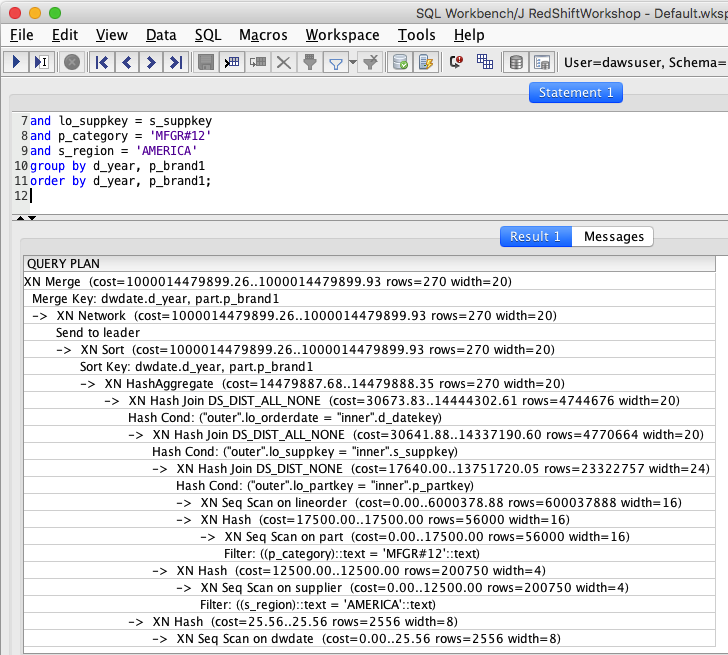 SQL Workbench/J RedShiftWorkshop - Default.wksp
File Edit View Data SQL Macros Workspace Tools Help
User=dawsuser, Schema=
Statement 1
7 and lo_suppkey = s_suppkey
8 and p_category = 'MFGR#12'
9 and s_region = 'AMERICA'
10 group by d_year, p_brand1
11 order by d_year, p_brand1;
12
Result 1 Messages
QUERY PLAN
XN Merge (cost=1000014479899.26..1000014479899.93 rows=270 width=20)
Merge Key: dwdate.d_year, part.p_brand1
-> XN Network (cost=1000014479899.26..1000014479899.93 rows=270 width=20)
Send to leader
-> XN Sort (cost=1000014479899.26..1000014479899.93 rows=270 width=20)
Sort Key: dwdate.d_year, part.p_brand1
-> XN HashAggregate (cost=14479887.68..14479888.35 rows=270 width=20)
-> XN Hash Join DS_DIST_ALL_NONE (cost=30673.83..14444302.61 rows=4744676 width=20)
Hash Cond: ("outer".lo_orderdate = "inner".d_datekey)
-> XN Hash Join DS_DIST_ALL_NONE (cost=30641.88..14337190.60 rows=4770664 width=20)
Hash Cond: ("outer".lo_suppkey = "inner".s_suppkey)
-> XN Hash Join DS_DIST_NONE (cost=17640.00..13751720.05 rows=23322757 width=24)
Hash Cond: ("outer".lo_partkey = "inner".p_partkey)
-> XN Seq Scan on lineorder (cost=0.00..6000378.88 rows=600037888 width=16)
-> XN Hash (cost=17500.00..17500.00 rows=56000 width=16)
-> XN Seq Scan on part (cost=0.00..17500.00 rows=56000 width=16)
Filter: ((p_category)::text = 'MFGR#12'::text)
-> XN Hash (cost=12500.00..12500.00 rows=200750 width=4)
-> XN Seq Scan on supplier (cost=0.00..12500.00 rows=200750 width=4)
Filter: ((s_region)::text = 'AMERICA'::text)
-> XN Hash (cost=25.56..25.56 rows=2556 width=8)
-> XN Seq Scan on dwdate (cost=0.00..25.56 rows=2556 width=8)